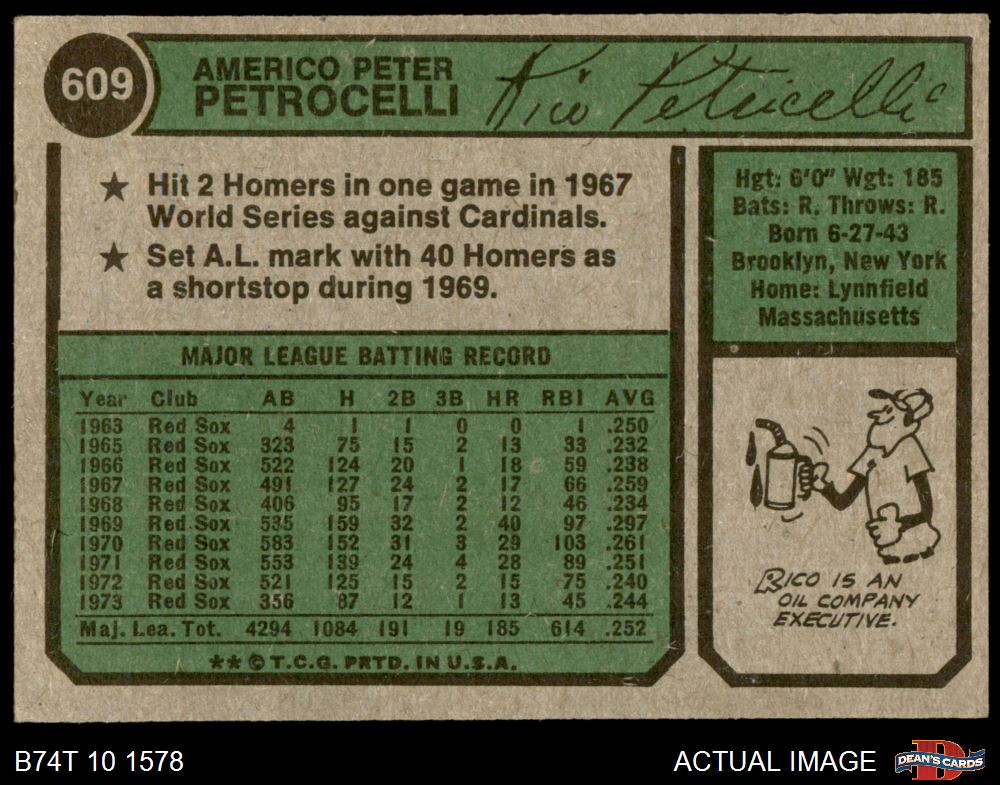 609
AMERICO PETER
PETROCELLI
Rico Petrocelli
★ Hit 2 Homers in one game in 1967
World Series against Cardinals.
★ Set A.L. mark with 40 Homers as
a shortstop during 1969.
Hgt: 6'0" Wgt: 185
Bats: R. Throws: R.
Born 6-27-43
Brooklyn, New York
Home: Lynnfield
Massachusetts
MAJOR LEAGUE BATTING RECORD
Year Club AB H 2B 3B HR RBI AVG
1963 Red Sox 4 1 1 0 0 1 .250
1965 Red Sox 323 75 15 2 13 33 .232
1966 Red Sox 522 124 20 1 18 59 .238
1967 Red Sox 491 127 24 2 17 66 .259
1968 Red Sox 406 95 17 2 12 46 .234
1969 Red Sox 535 159 32 2 40 97 .297
1970 Red Sox 583 152 31 3 29 103 .261
1971 Red Sox 553 139 24 4 28 89 .251
1972 Red Sox 521 125 15 2 15 75 .240
1973 Red Sox 356 87 12 1 13 45 .244
Maj. Lea. Tot. 4294 1084 191 19 185 614 .252
** © T.C.G. PRTD. IN U.S.A.
RICO IS AN
OIL COMPANY
EXECUTIVE.
B74T 10 1578
ACTUAL IMAGE
DEAN'S CARDS